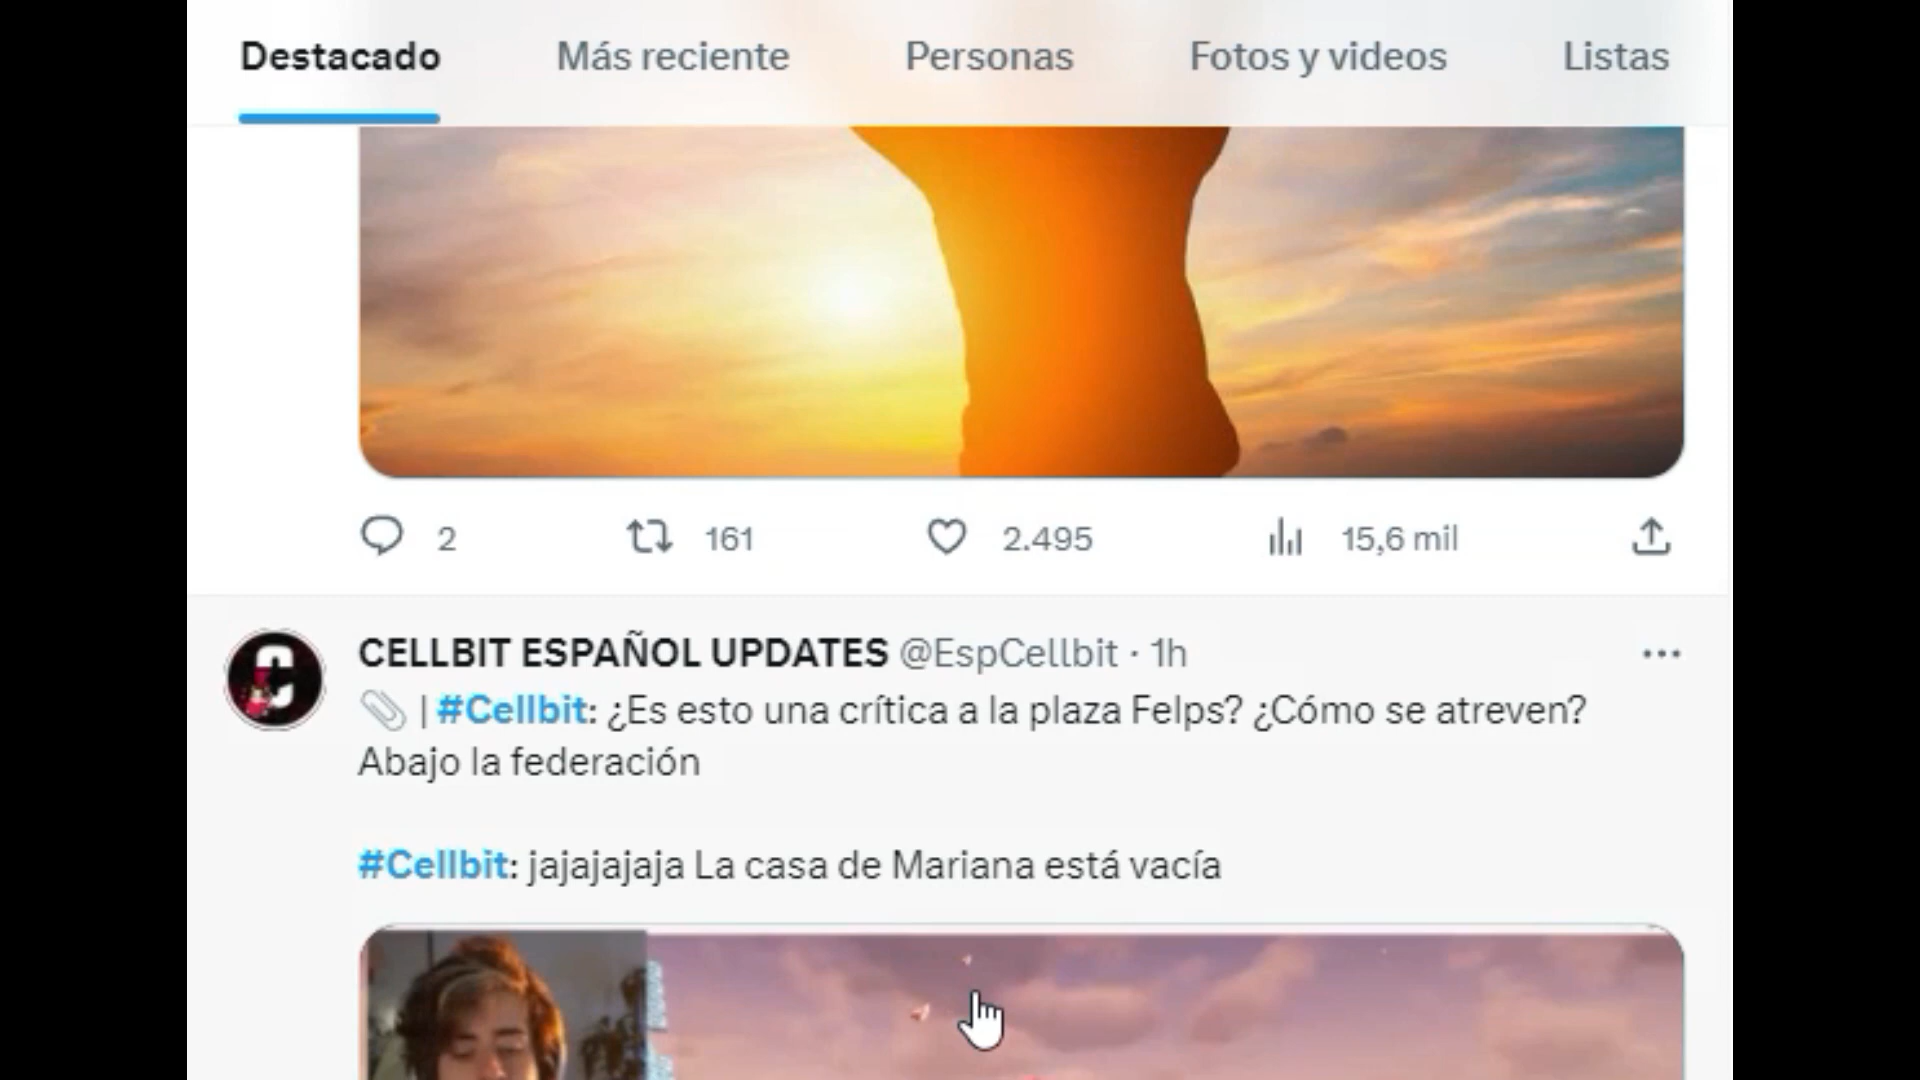 Destacado Más reciente Personas Fotos y videos Listas
2 161 2.495 15,6 mil
CELLBIT ESPAÑOL UPDATES @EspCellbit · 1h
| #Cellbit: ¿Es esto una crítica a la plaza Felps? ¿Cómo se atreven?
Abajo la federación
#Cellbit: jajajajaja La casa de Mariana está vacía